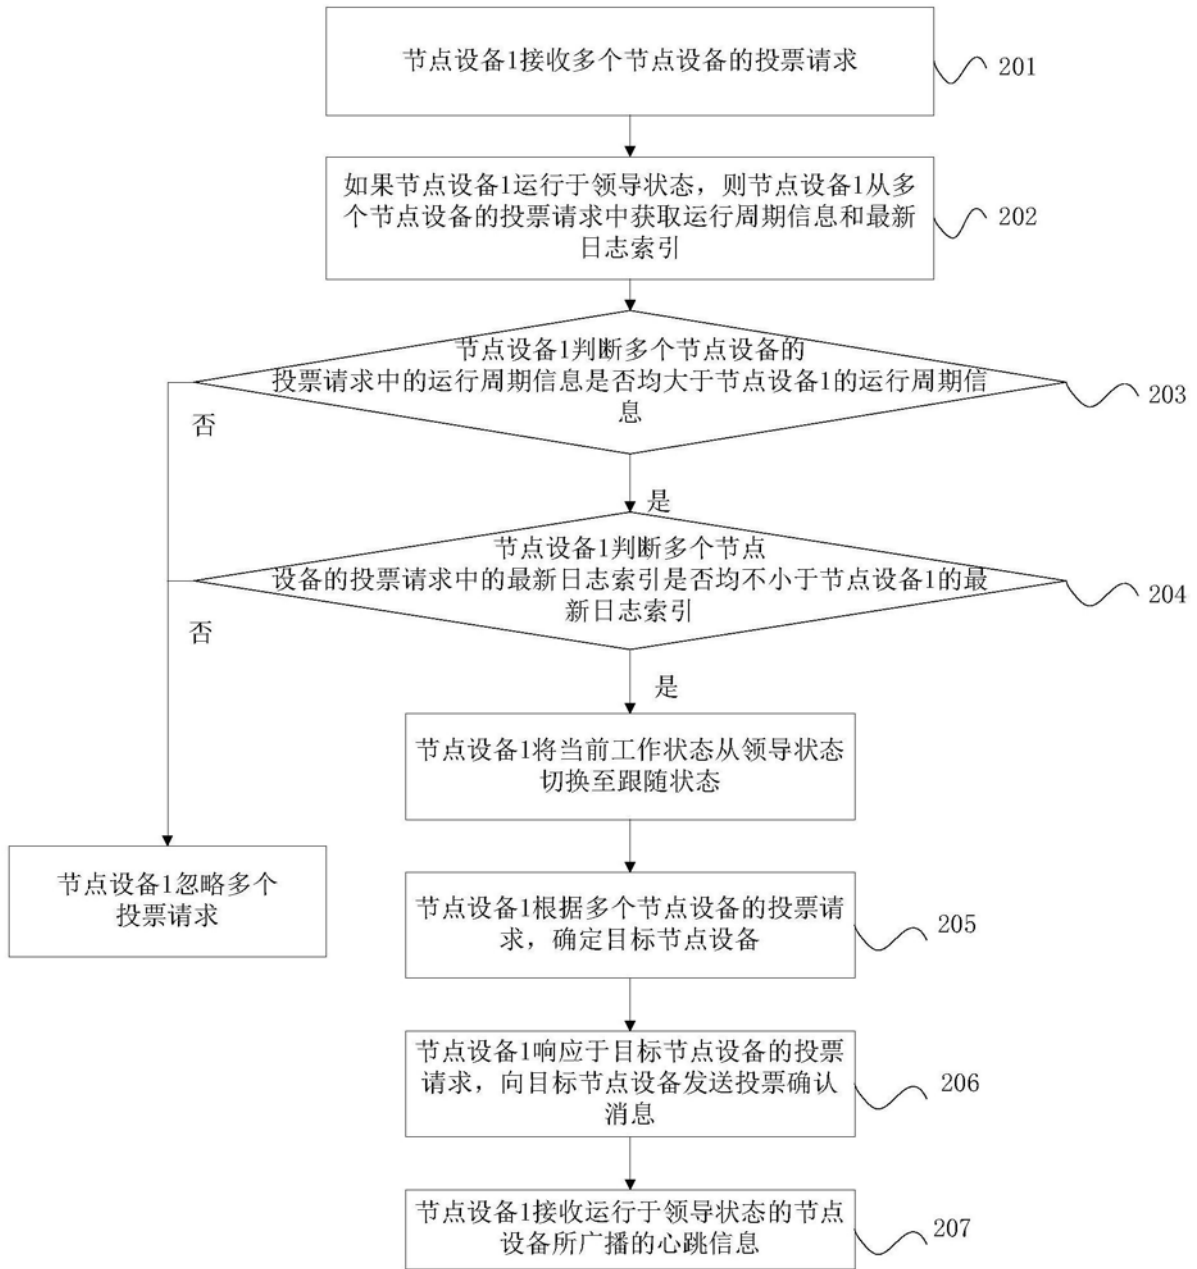 节点设备1接收多个节点设备的投票请求
201
如果节点设备1运行于领导状态，则节点设备1从多
个节点设备的投票请求中获取运行周期信息和最新
日志索引
202
节点设备1判断多个节点设备的
投票请求中的运行周期信息是否均大于节点设备1的运行周期信
息
203
否
是
节点设备1判断多个节点
设备的投票请求中的最新日志索引是否均不小于节点设备1的最
新日志索引
204
否
是
节点设备1将当前工作状态从领导状态
切换至跟随状态
节点设备1忽略多个
投票请求
节点设备1根据多个节点设备的投票请
求，确定目标节点设备
205
节点设备1响应于目标节点设备的投票
请求，向目标节点设备发送投票确认
消息
206
节点设备1接收运行于领导状态的节点
设备所广播的心跳信息
207